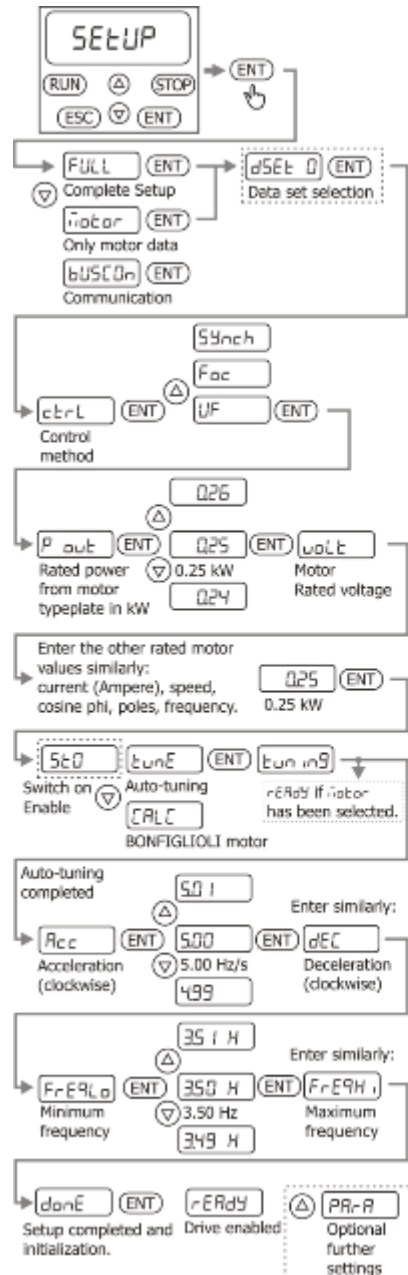 SEtUP
RUN STOP
ESC ENT
ENT
FULL ENT
Complete Setup
dSEt 0 ENT
Data set selection
motor ENT
Only motor data
bUSCOn ENT
Communication
SYnch
Foc
ctrL ENT UF ENT
Control
method
0.26
P out ENT 0.25 ENT voLt
Rated power
from motor
typeplate in kW
0.25 kW
Motor
Rated voltage
0.24
Enter the other rated motor
values similarly:
current (Ampere), speed,
cosine phi, poles, frequency.
0.25 ENT
0.25 kW
StO tunE ENT tuning
Switch on
Enable
Auto-tuning
rEAdY if motor
has been selected.
CALC
BONFIGLIOLI motor
Auto-tuning
completed
5.01
Enter similarly:
Acc ENT 5.00 ENT dEC
Acceleration
(clockwise)
5.00 Hz/s
Deceleration
(clockwise)
4.99
3.51 H
Enter similarly:
FrEqLo ENT 3.50 H ENT FrEqHi
Minimum
frequency
3.50 Hz
Maximum
frequency
3.49 H
donE ENT rEAdY PArA
Setup completed and
initialization.
Drive enabled
Optional
further
settings